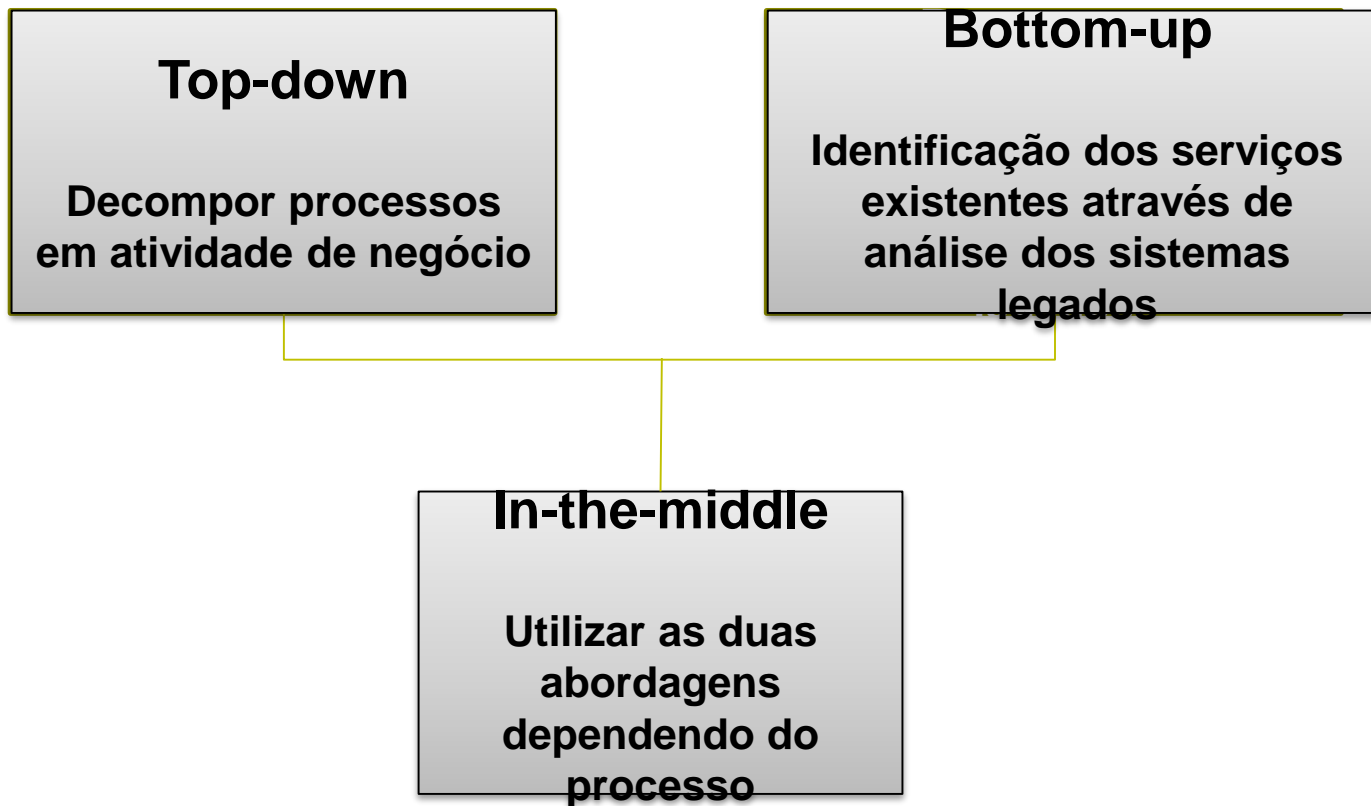 Top-down
Decompor processos
em atividade de negócio
Bottom-up
Identificação dos serviços
existentes através de
análise dos sistemas
legados
In-the-middle
Utilizar as duas
abordagens
dependendo do
processo